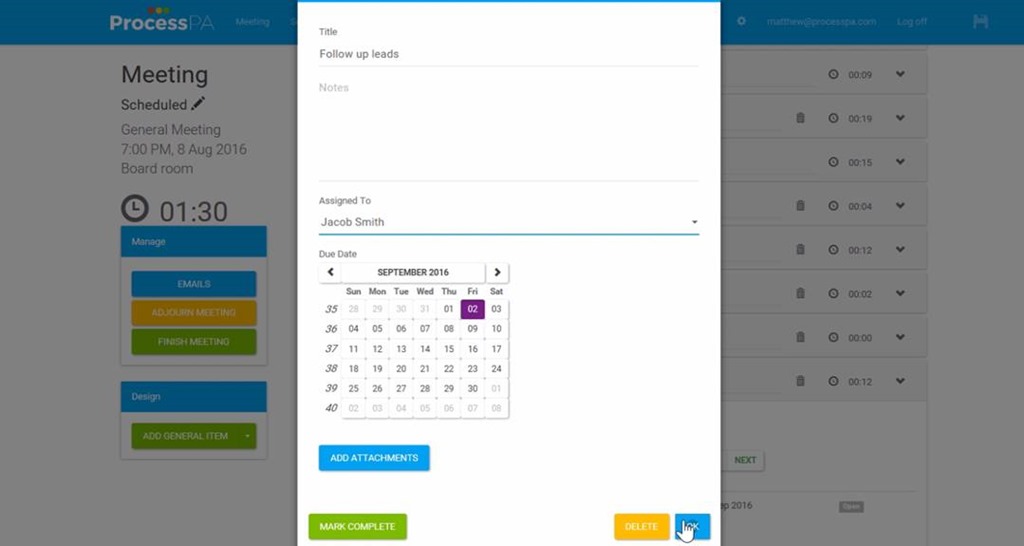 ProcessPA
Meeting
matthew@processpa.com
Log off
Meeting
Scheduled
General Meeting
7:00 PM, 8 Aug 2016
Board room
01:30
Manage
EMAILS
ADJOURN MEETING
FINISH MEETING
Design
ADD GENERAL ITEM
Title
Follow up leads
Notes
Assigned To
Jacob Smith
Due Date
SEPTEMBER 2016
Sun Mon Tue Wed Thu Fri Sat
35 28 29 30 31 01 02 03
36 04 05 06 07 08 09 10
37 11 12 13 14 15 16 17
38 18 19 20 21 22 23 24
39 25 26 27 28 29 30 01
40 02 03 04 05 06 07 08
ADD ATTACHMENTS
MARK COMPLETE
DELETE
00:09
00:19
00:15
00:04
00:12
00:02
00:00
00:12
NEXT
2016
Open